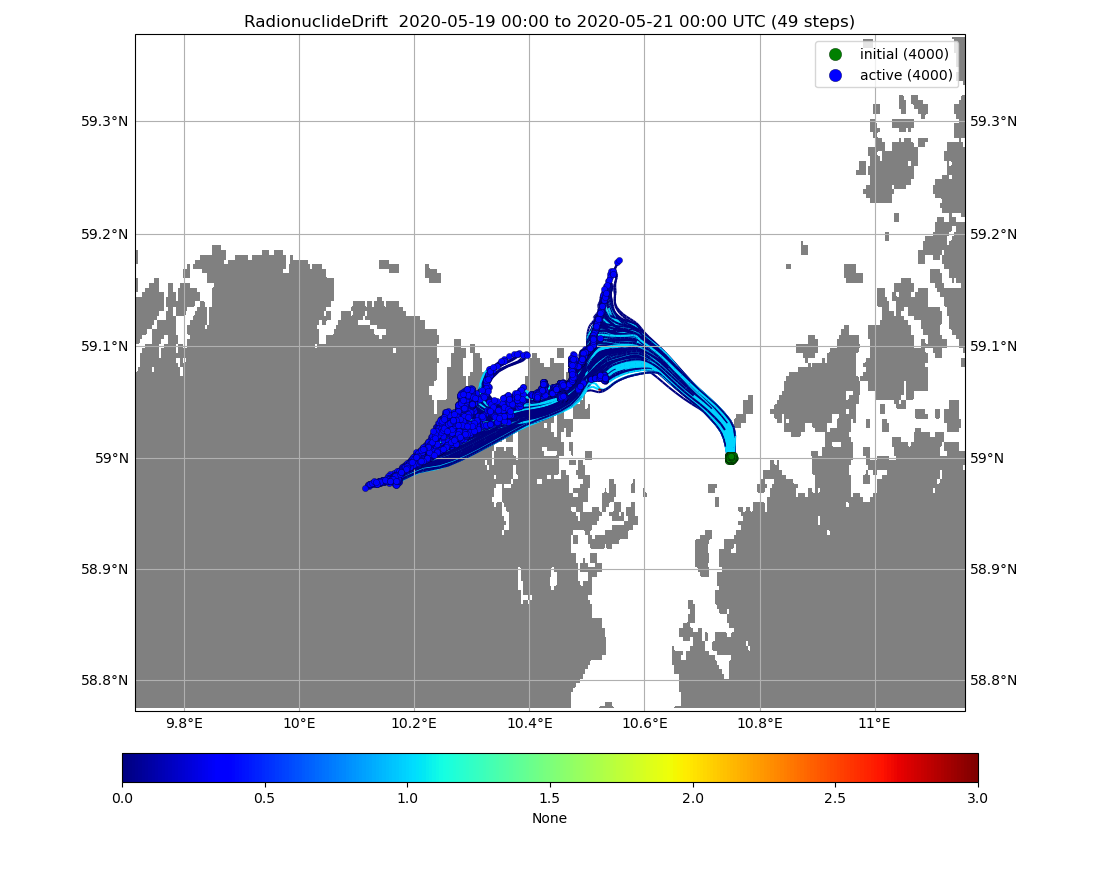 RadionuclideDrift  2020-05-19 00:00 to 2020-05-21 00:00 UTC (49 steps)
initial (4000)
active (4000)
59.3°N 59.3°N
59.2°N 59.2°N
59.1°N 59.1°N
59°N 59°N
58.9°N 58.9°N
58.8°N 58.8°N
9.8°E 10°E 10.2°E 10.4°E 10.6°E 10.8°E 11°E
0.0 0.5 1.0 1.5 2.0 2.5 3.0
None